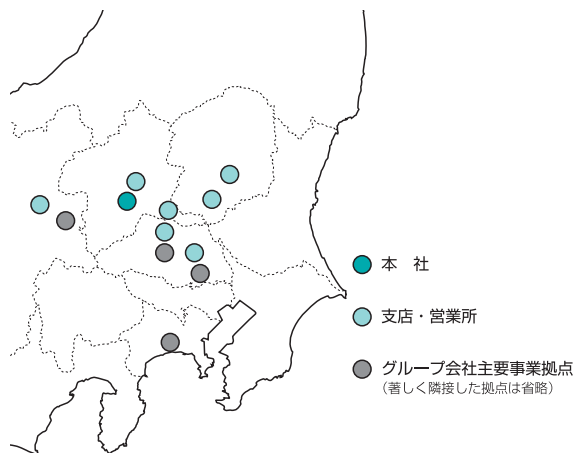 本　社
支店・営業所
グループ会社主要事業拠点
（著しく隣接した拠点は省略）